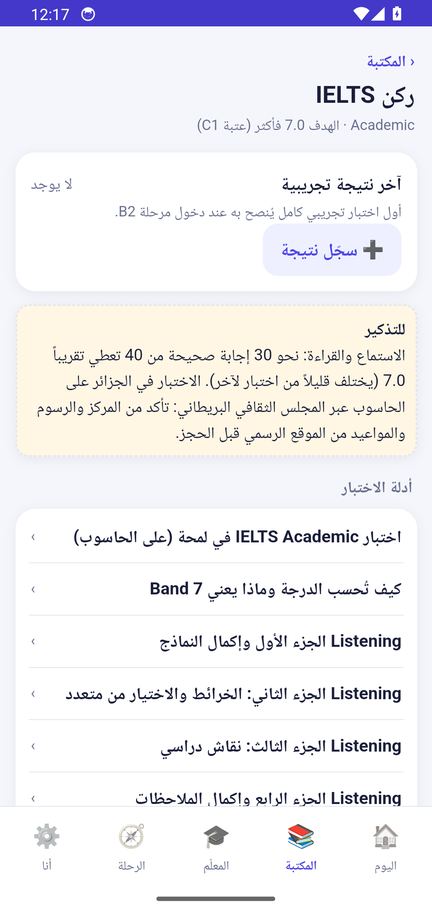 12:17
‹ المكتبة
ركن IELTS
Academic · الهدف 7.0 فأكثر (عتبة C1)
آخر نتيجة تجريبية
لا يوجد
أول اختبار تجريبي كامل يُنصح به عند دخول مرحلة B2.
➕ سجّل نتيجة
للتذكير
الاستماع والقراءة: نحو 30 إجابة صحيحة من 40 تعطي تقريباً
7.0 (يختلف قليلاً من اختبار لآخر). الاختبار في الجزائر على
الحاسوب عبر المجلس الثقافي البريطاني: تأكد من المركز والرسوم
والمواعيد من الموقع الرسمي قبل الحجز.
أدلة الاختبار
اختبار IELTS Academic في لمحة (على الحاسوب)
كيف تُحسب الدرجة وماذا يعني Band 7
Listening الجزء الأول وإكمال النماذج
Listening الجزء الثاني: الخرائط والاختيار من متعدد
Listening الجزء الثالث: نقاش دراسي
Listening الجزء الرابع وإكمال الملاحظات
اليوم
المكتبة
المعلّم
الرحلة
أنا